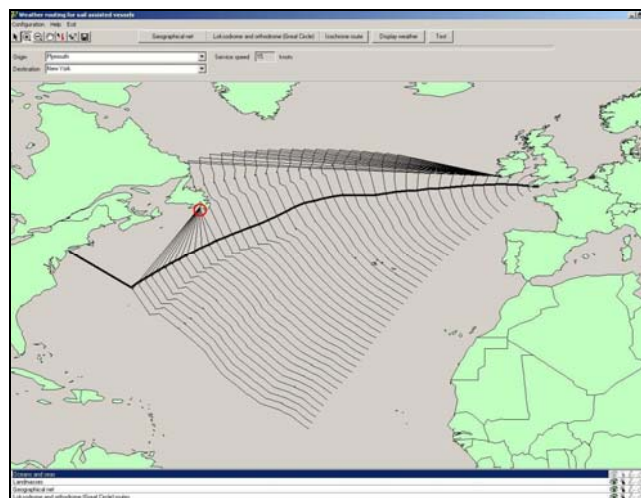 Weather routing for sail assisted vessels
Configuration Help Exit
Geographical net Loksodrome and orthodrome (Great Circle) Isochrone route Display weather Test
Origin Plymouth Service speed 15 knots
Destination New York
Oceans and seas
Landmasses
Geographical net
Loksodrome and orthodrome (Great Circle) routes